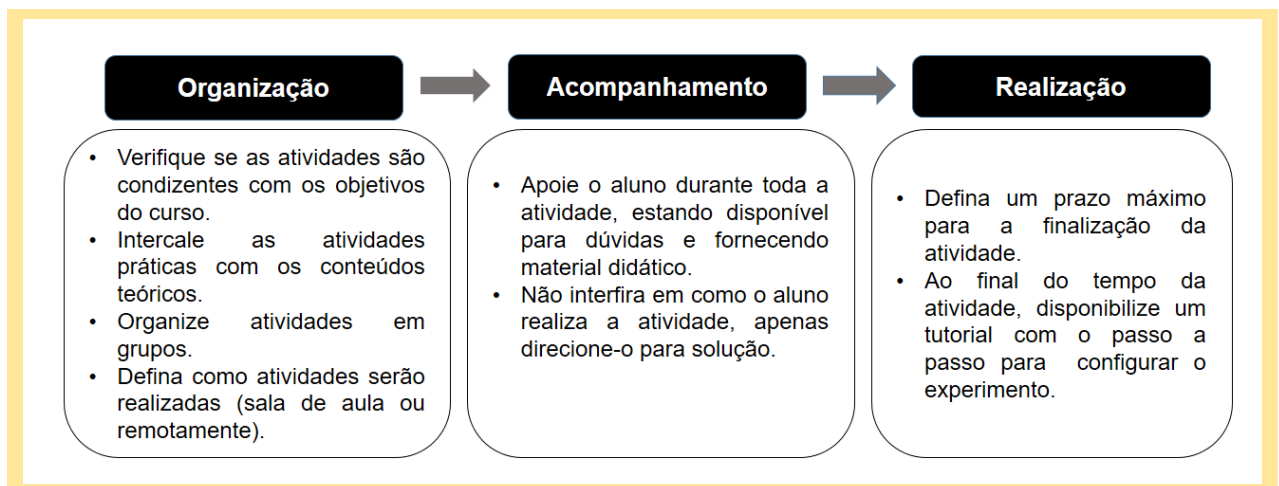 Organização
• Verifique se as atividades são
condizentes com os objetivos
do curso.
• Intercale as atividades
práticas com os conteúdos
teóricos.
• Organize atividades em
grupos.
• Defina como atividades serão
realizadas (sala de aula ou
remotamente).
Acompanhamento
• Apoie o aluno durante toda a
atividade, estando disponível
para dúvidas e fornecendo
material didático.
• Não interfira em como o aluno
realiza a atividade, apenas
direcione-o para solução.
Realização
• Defina um prazo máximo
para a finalização da
atividade.
• Ao final do tempo da
atividade, disponibilize um
tutorial com o passo a
passo para configurar o
experimento.